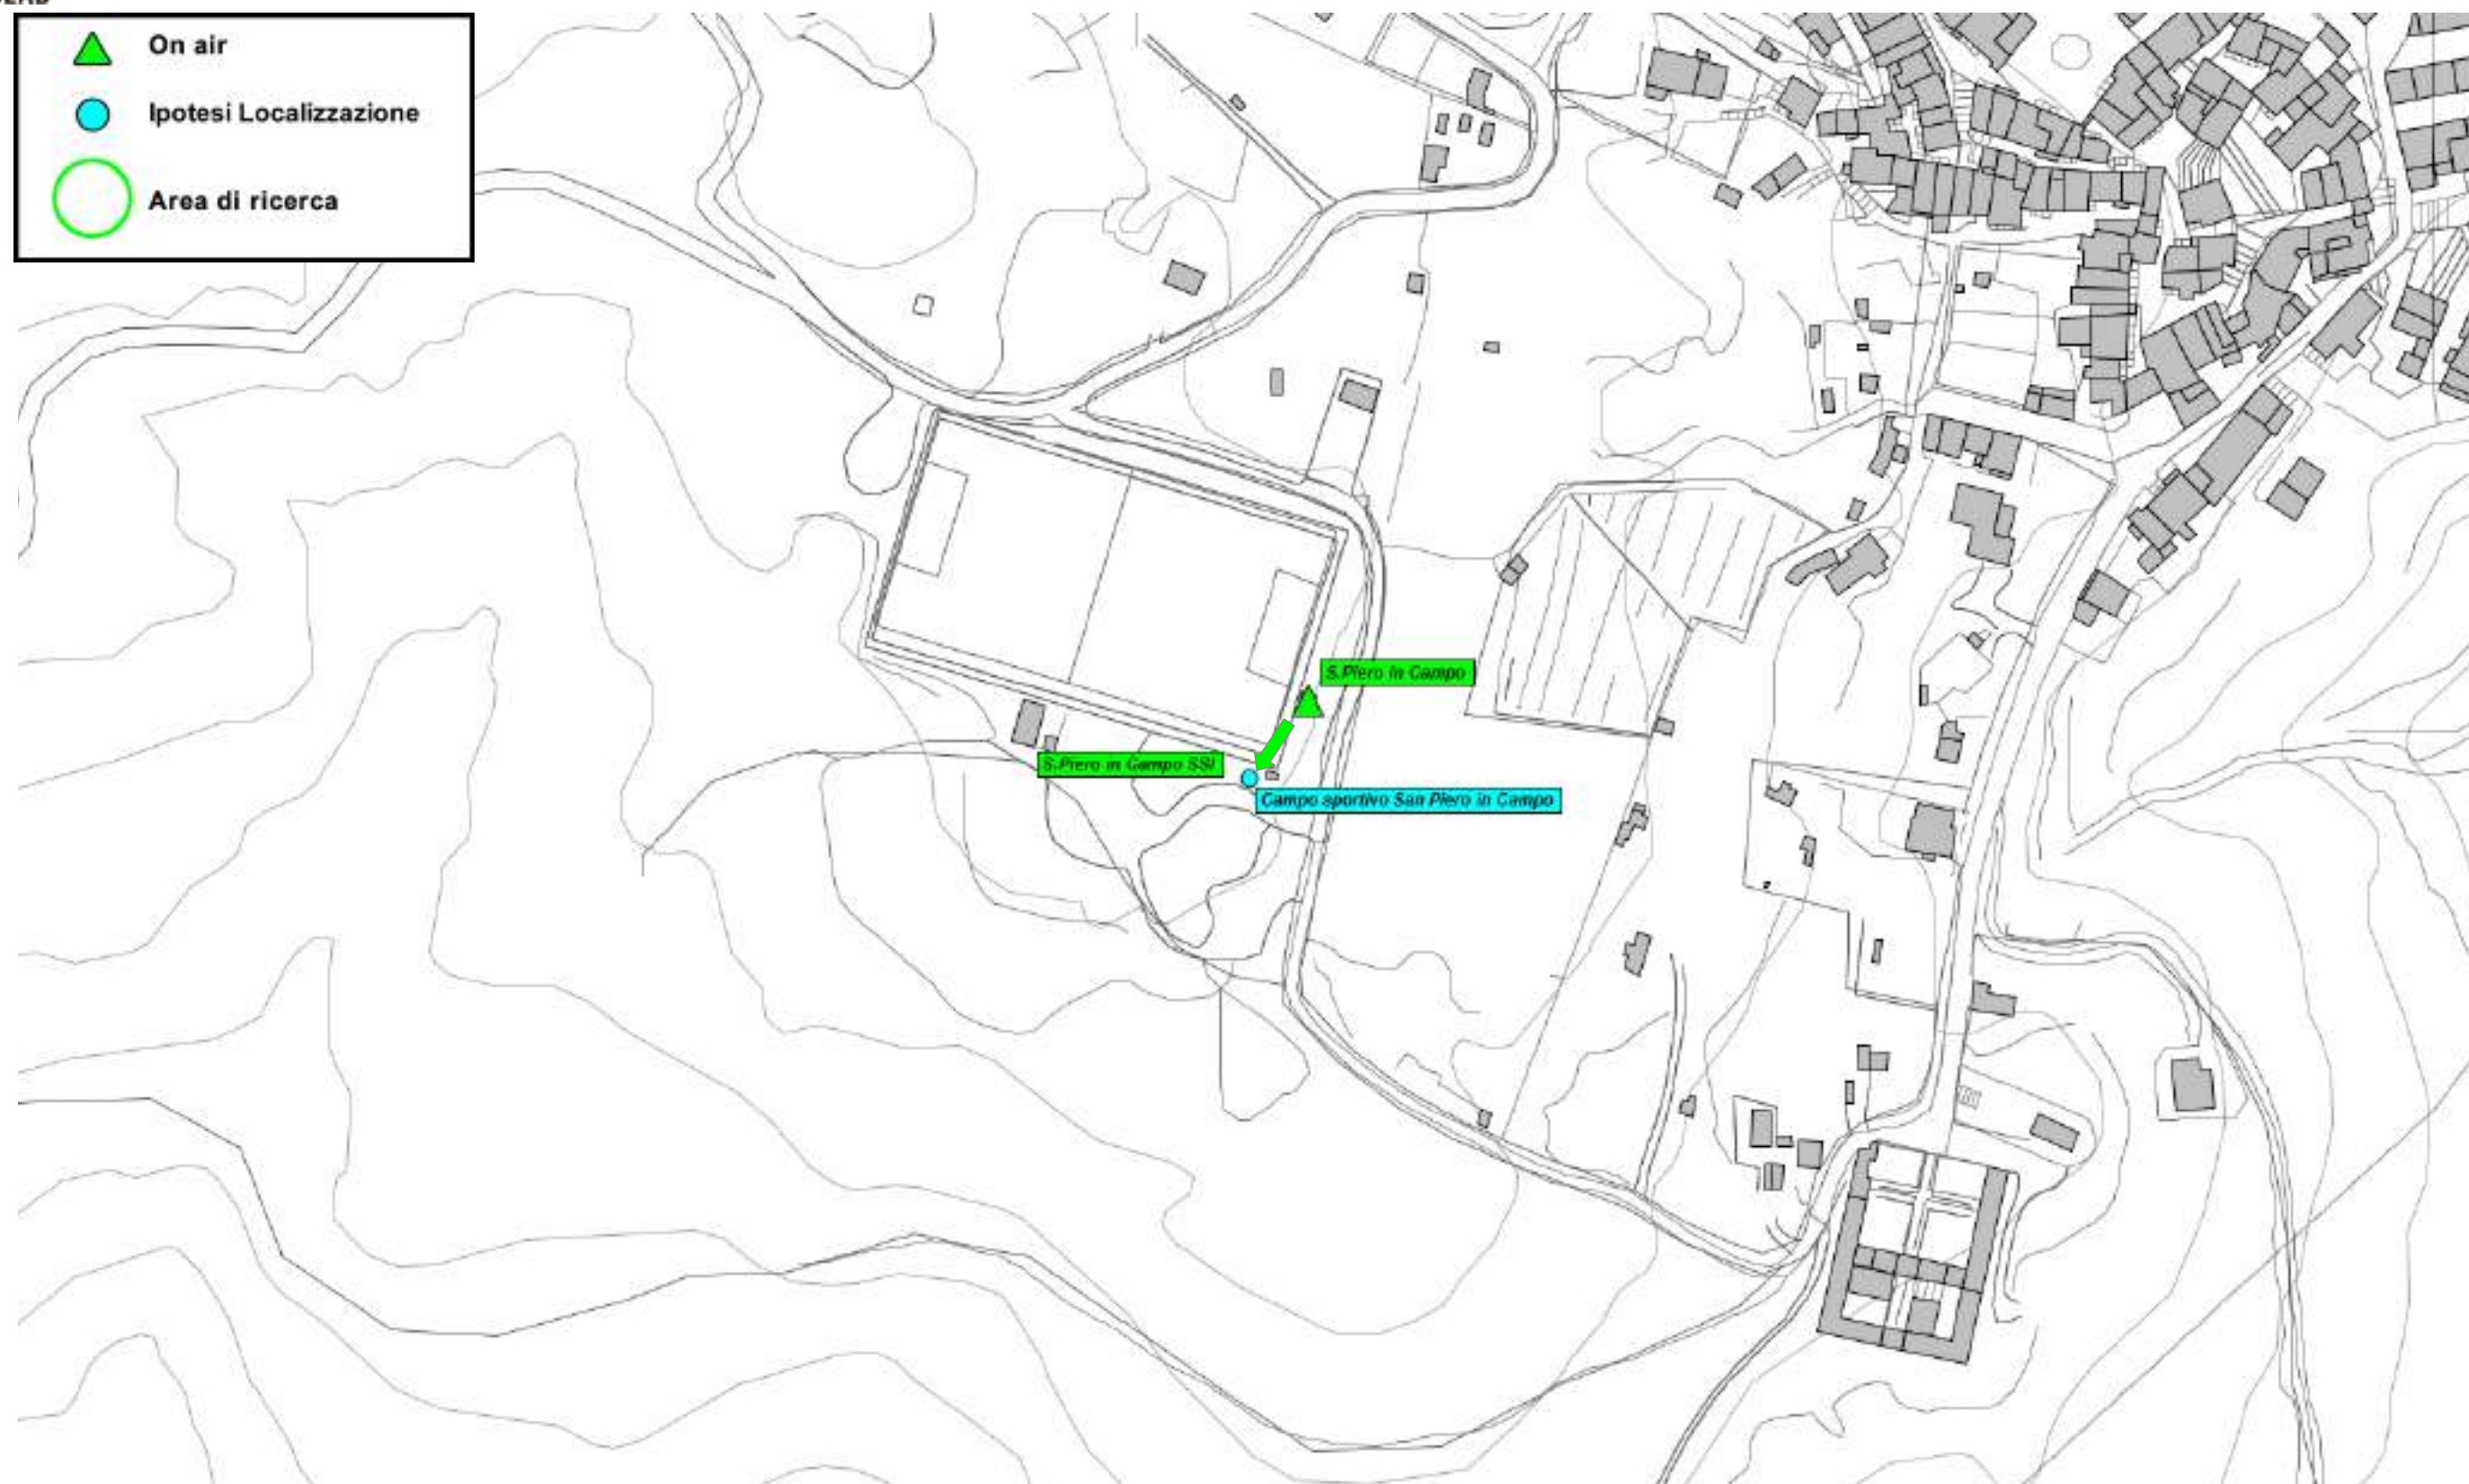 On air
Ipotesi Localizzazione
Area di ricerca
S.Piero in Campo
S.Piero in Campo SSI
Campo sportivo San Piero in Campo